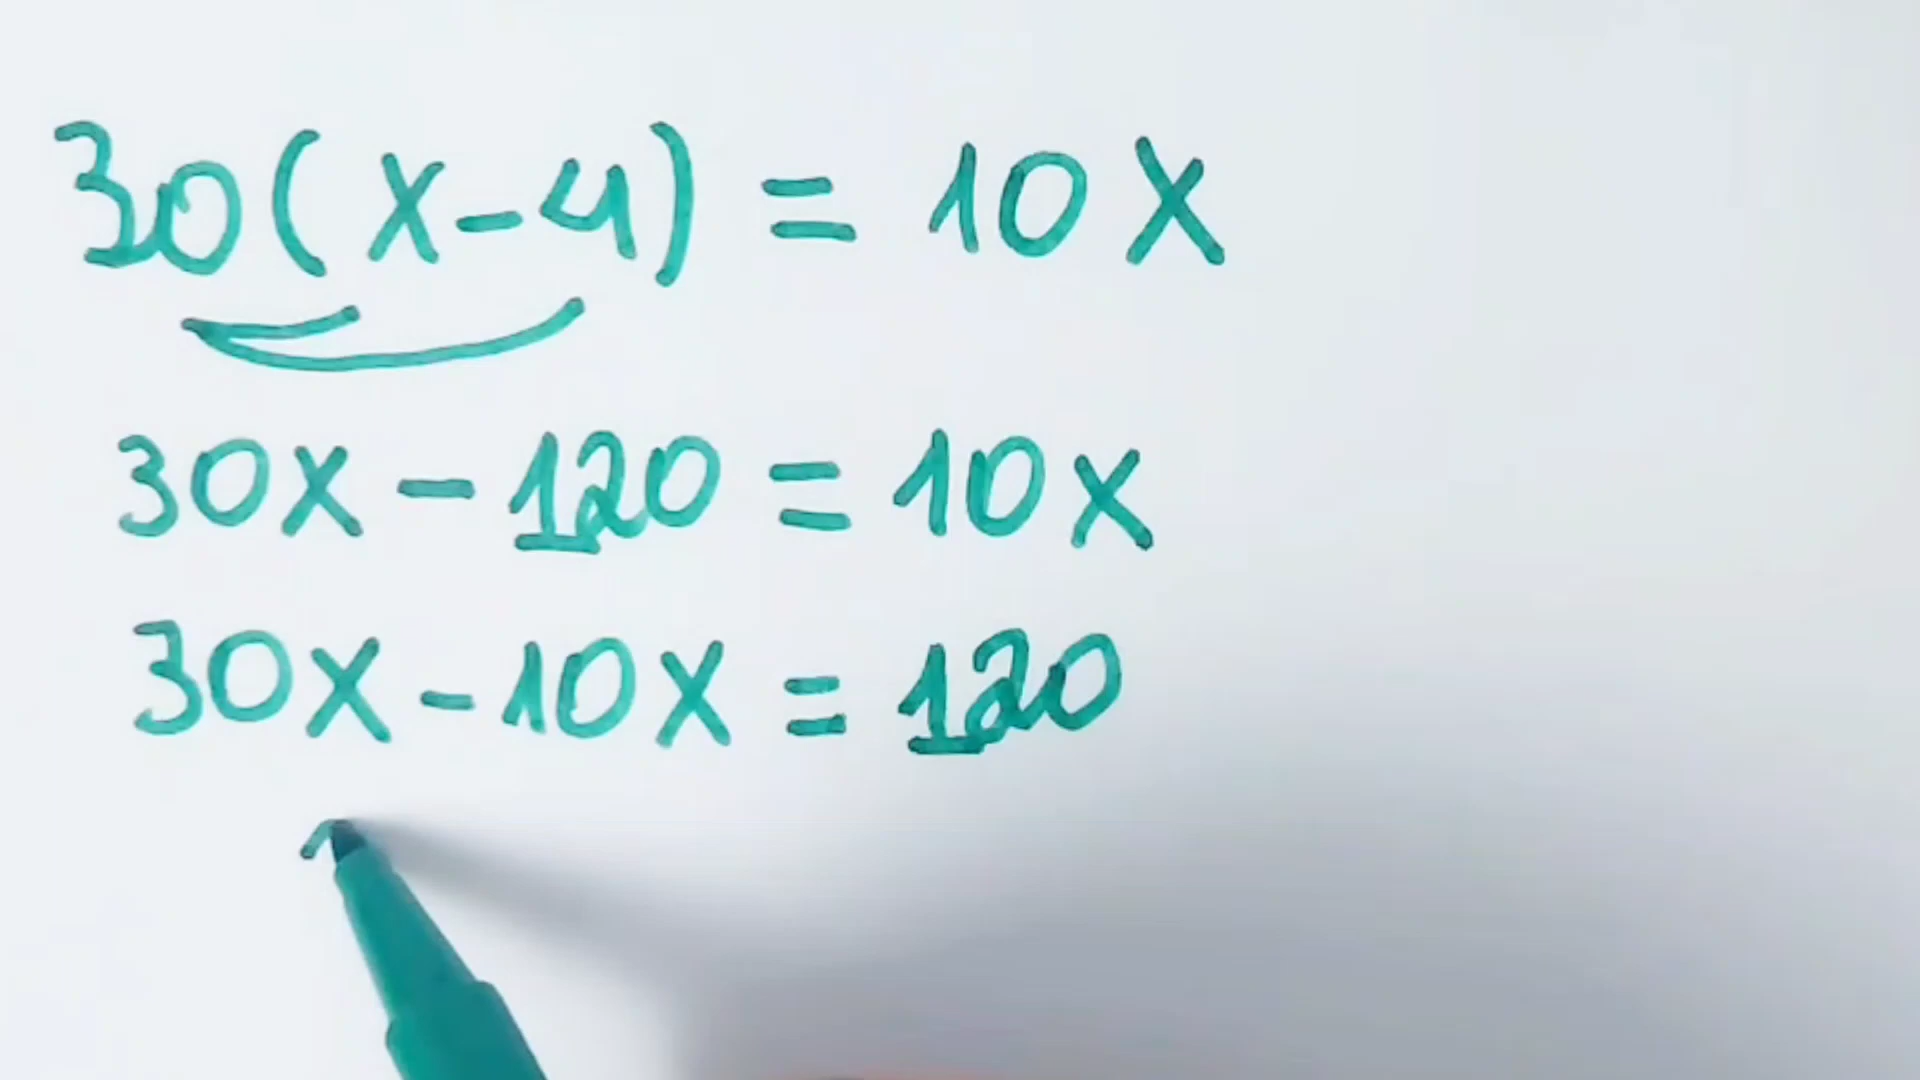 30(x-4) = 10x
30x - 120 = 10x
30x - 10x = 120